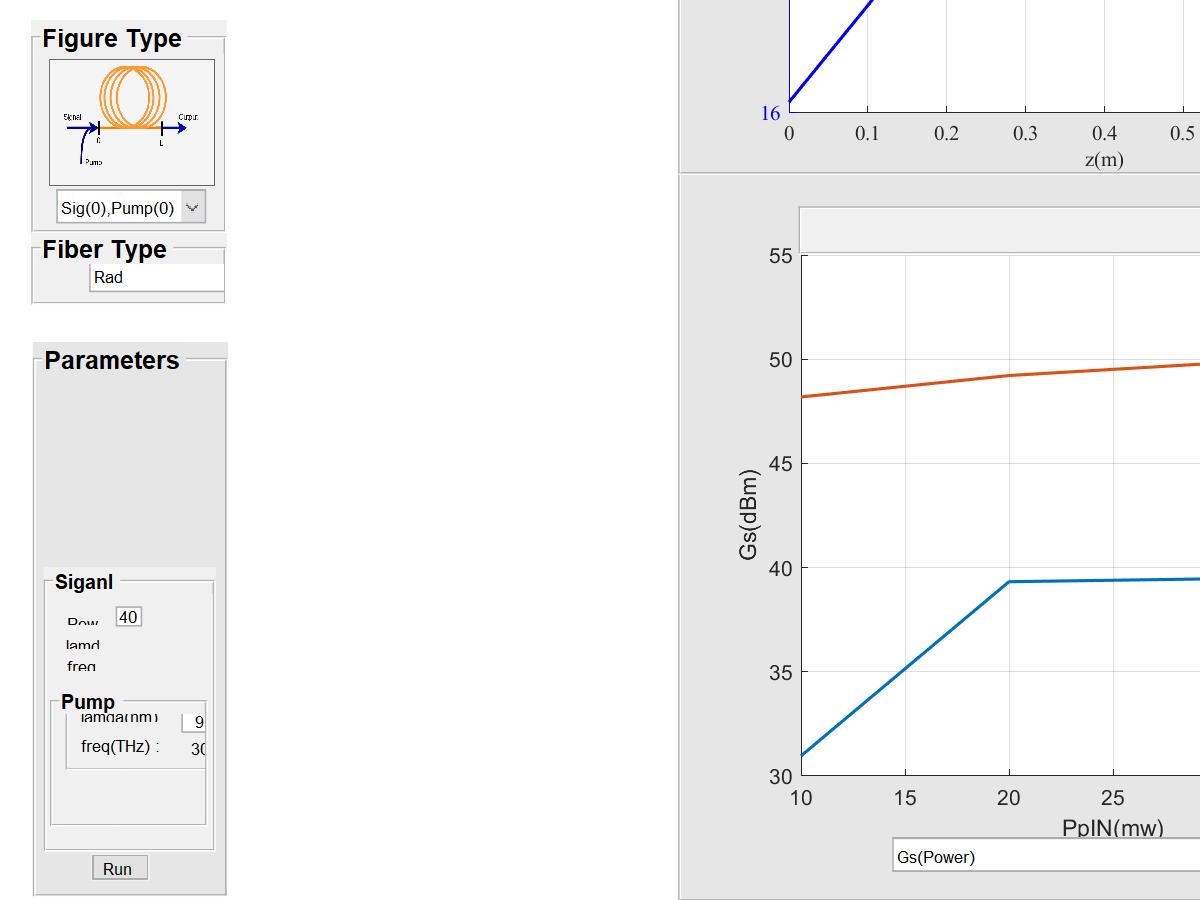 Figure Type
Signal
Output
0
L
Pump
Sig(0),Pump(0)
Fiber Type
Rad
Parameters
Siganl
Pow
40
lamd
freq
Pump
lamda(nm)
9
freq(THz) :
30
Run
16
0 0.1 0.2 0.3 0.4 0.5
z(m)
55
50
45
40
35
30
Gs(dBm)
10 15 20 25
PpIN(mw)
Gs(Power)